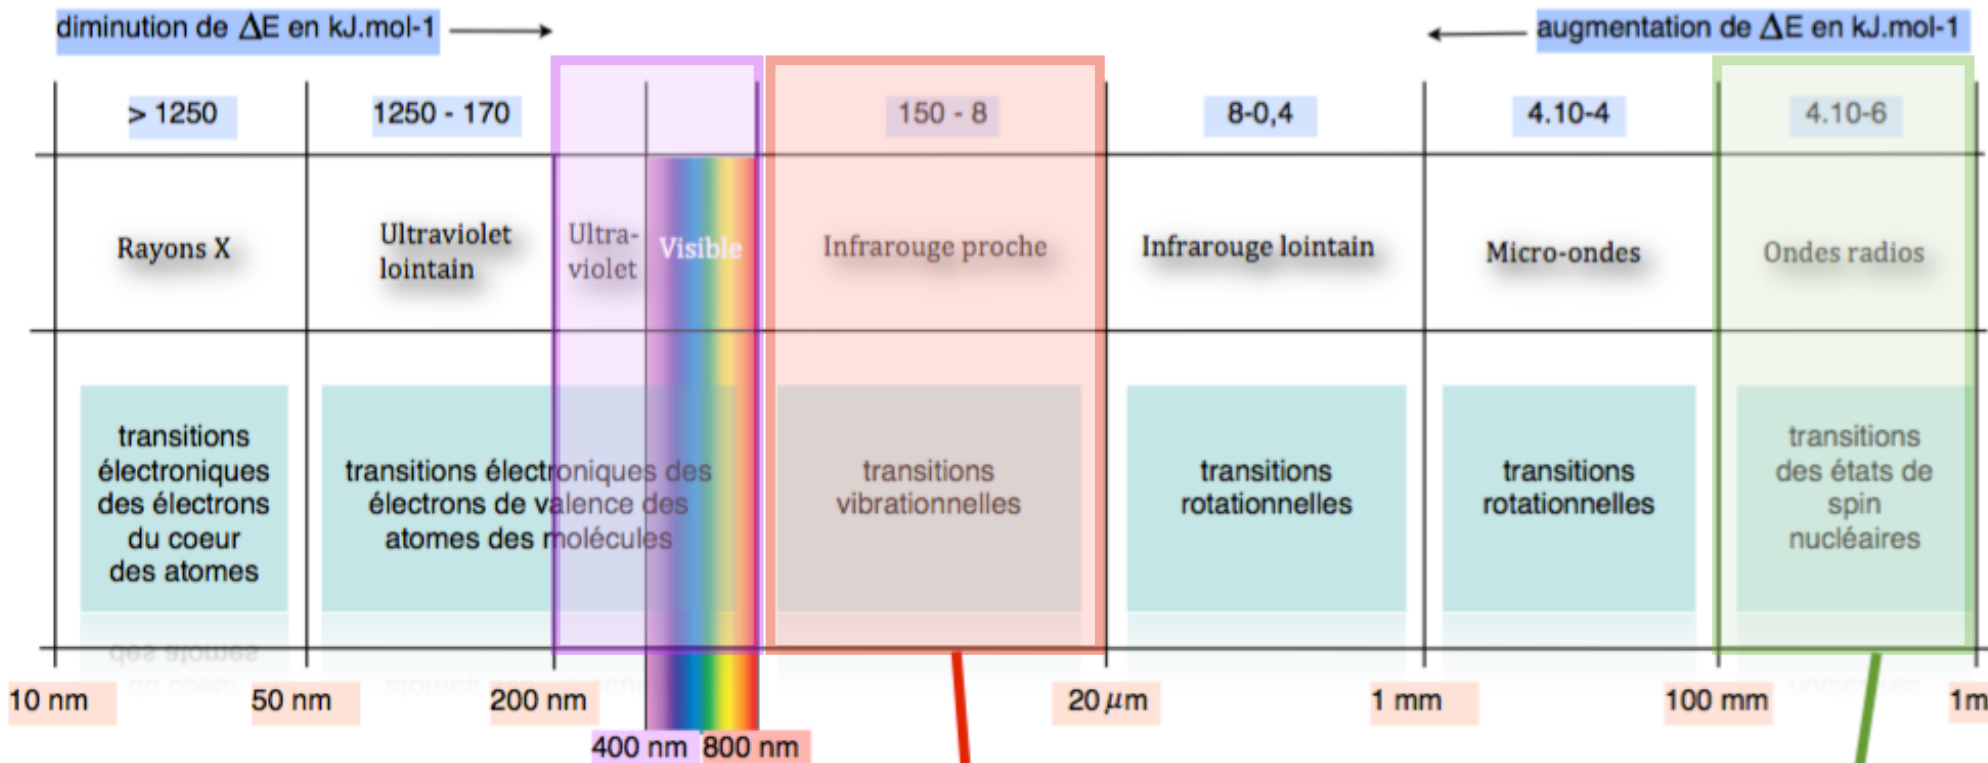 diminution de ΔE en kJ.mol-1
augmentation de ΔE en kJ.mol-1
> 1250
1250 - 170
150 - 8
8-0,4
4.10-4
4.10-6
Rayons X
Ultraviolet
lointain
Ultra-
violet
Visible
Infrarouge proche
Infrarouge lointain
Micro-ondes
Ondes radios
transitions
électroniques
des électrons
du coeur
des atomes
transitions électroniques des
électrons de valence des
atomes des molécules
transitions
vibrationnelles
transitions
rotationnelles
transitions
rotationnelles
transitions
des états de
spin
nucléaires
10 nm
50 nm
200 nm
400 nm
800 nm
20 μm
1 mm
100 mm
1m